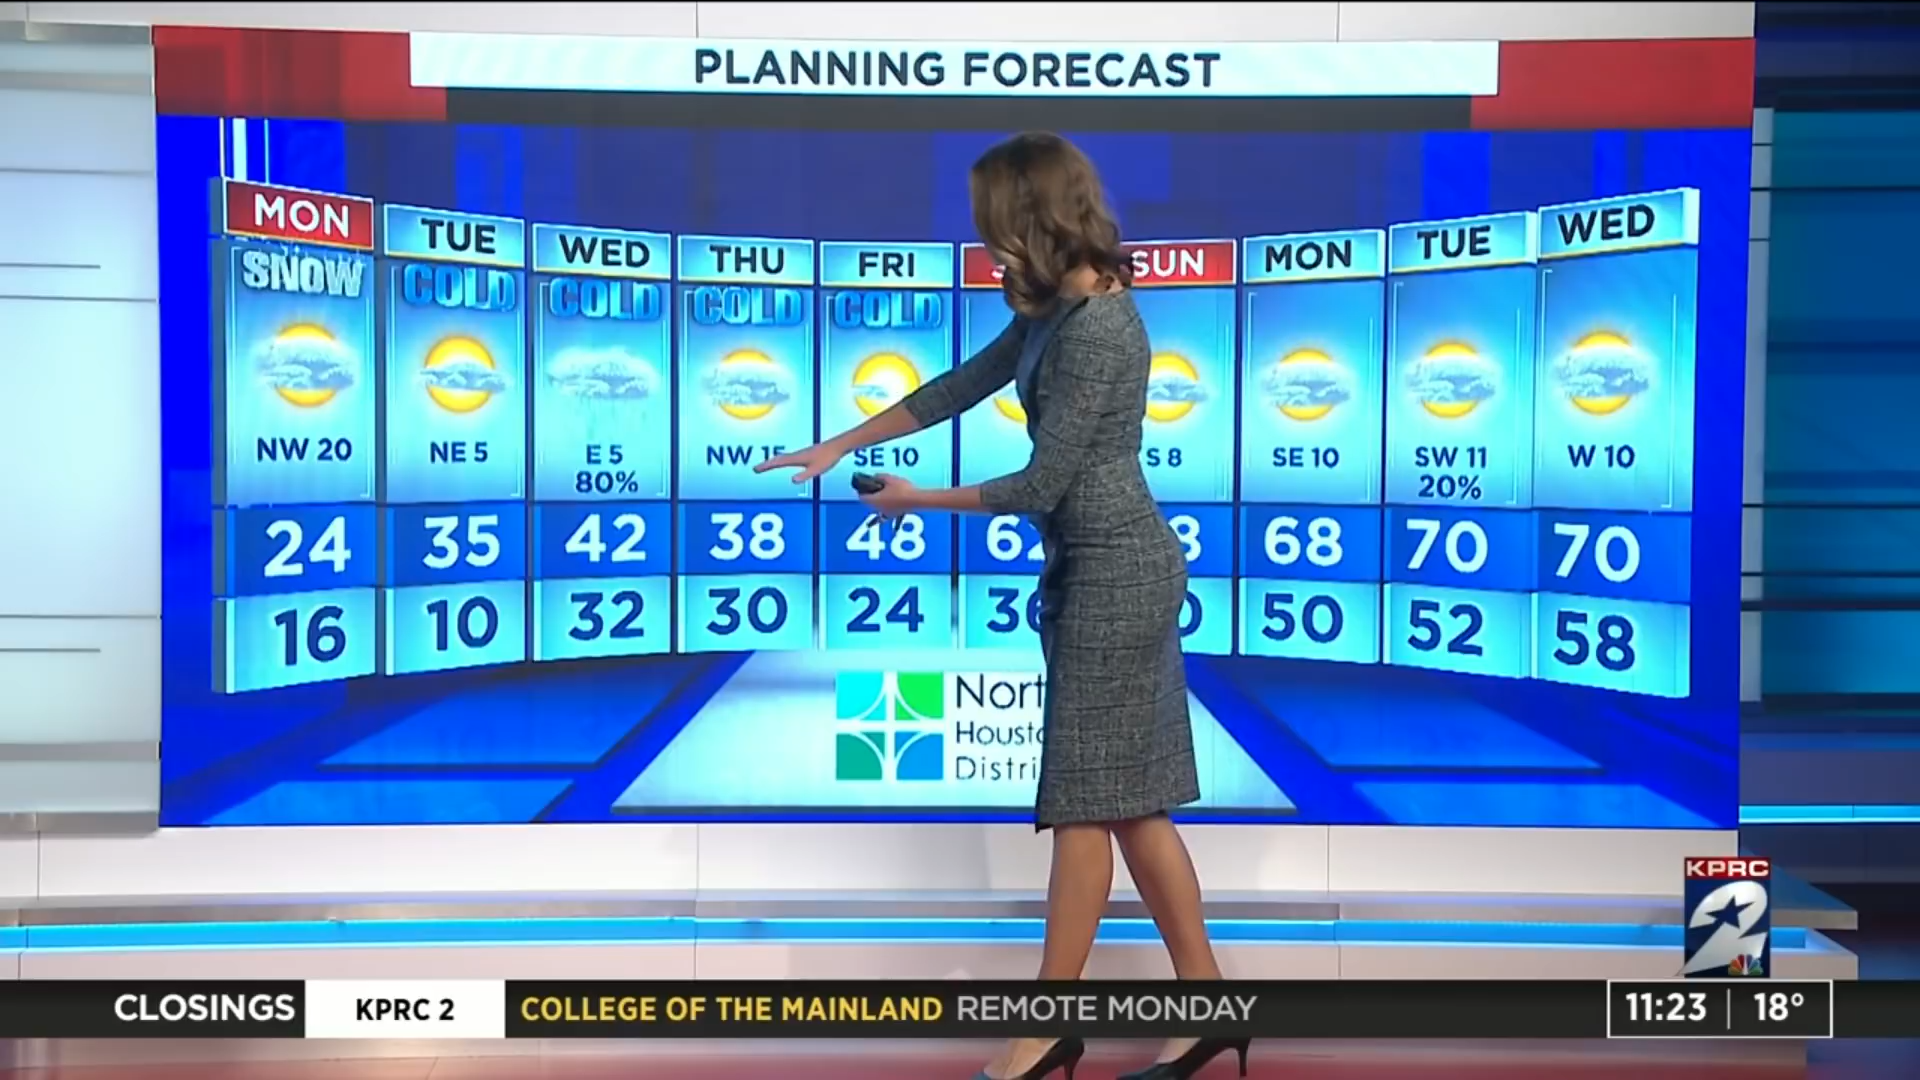 PLANNING FORECAST
MON TUE WED THU FRI SUN MON TUE WED
SNOW COLD COLD COLD COLD
NW 20 NE 5 E 5 NW 15 SE 10 S 8 SE 10 SW 11 W 10
80% 20%
24 35 42 38 48 68 70 70
16 10 32 30 24 50 52 58
KPRC
2
CLOSINGS KPRC 2 COLLEGE OF THE MAINLAND REMOTE MONDAY 11:23 18°